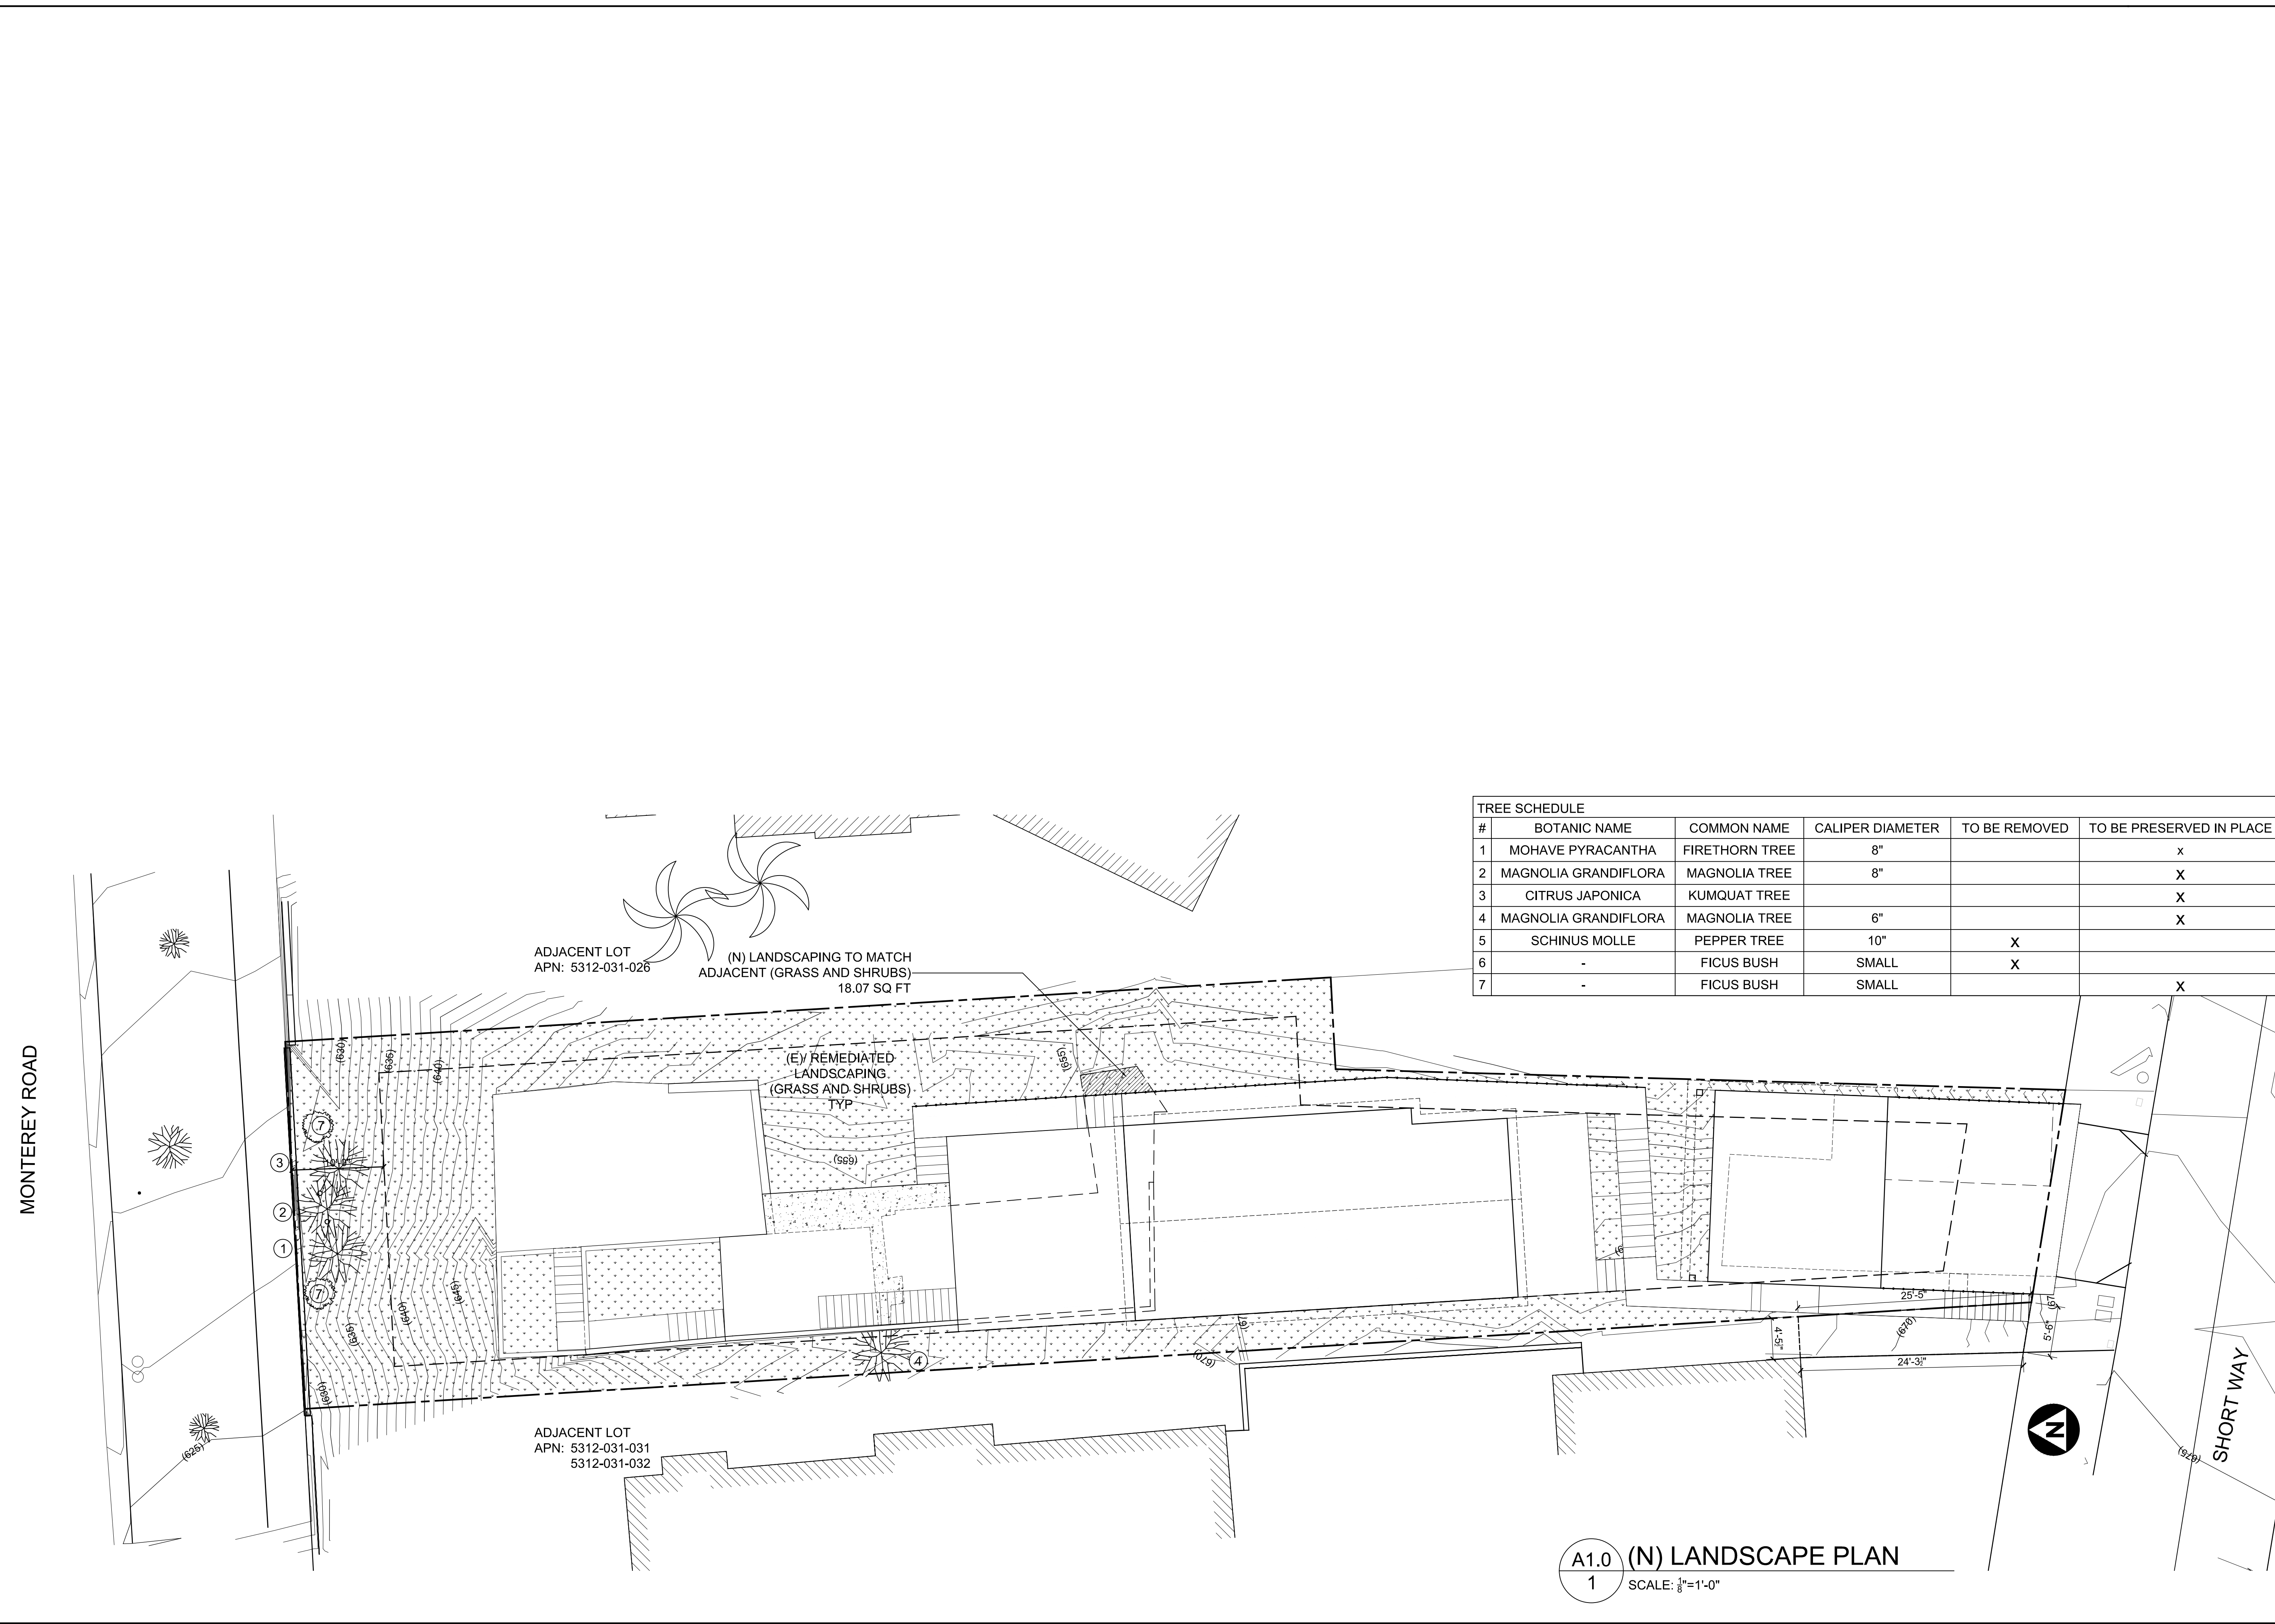 TREE SCHEDULE
# BOTANIC NAME COMMON NAME CALIPER DIAMETER TO BE REMOVED TO BE PRESERVED IN PLACE
1 MOHAVE PYRACANTHA FIRETHORN TREE 8" x
2 MAGNOLIA GRANDIFLORA MAGNOLIA TREE 8" X
3 CITRUS JAPONICA KUMQUAT TREE X
4 MAGNOLIA GRANDIFLORA MAGNOLIA TREE 6" X
5 SCHINUS MOLLE PEPPER TREE 10" X
6 - FICUS BUSH SMALL X
7 - FICUS BUSH SMALL X
ADJACENT LOT
APN: 5312-031-026
(N) LANDSCAPING TO MATCH
ADJACENT (GRASS AND SHRUBS)
18.07 SQ FT
(E)/ REMEDIATED
LANDSCAPING
(GRASS AND SHRUBS)
TYP
MONTEREY ROAD
(630)
(635)
(640)
(655)
7
3
2
1
7
(655)
(645)
(640)
(635)
(630)
(625)
4
(670)
25'-5"
4'-5½"
(670)
24'-3½"
5'-6"
N
SHORT WAY
(675)
ADJACENT LOT
APN: 5312-031-031
5312-031-032
A1.0
1
(N) LANDSCAPE PLAN
SCALE: ⅛"=1'-0"